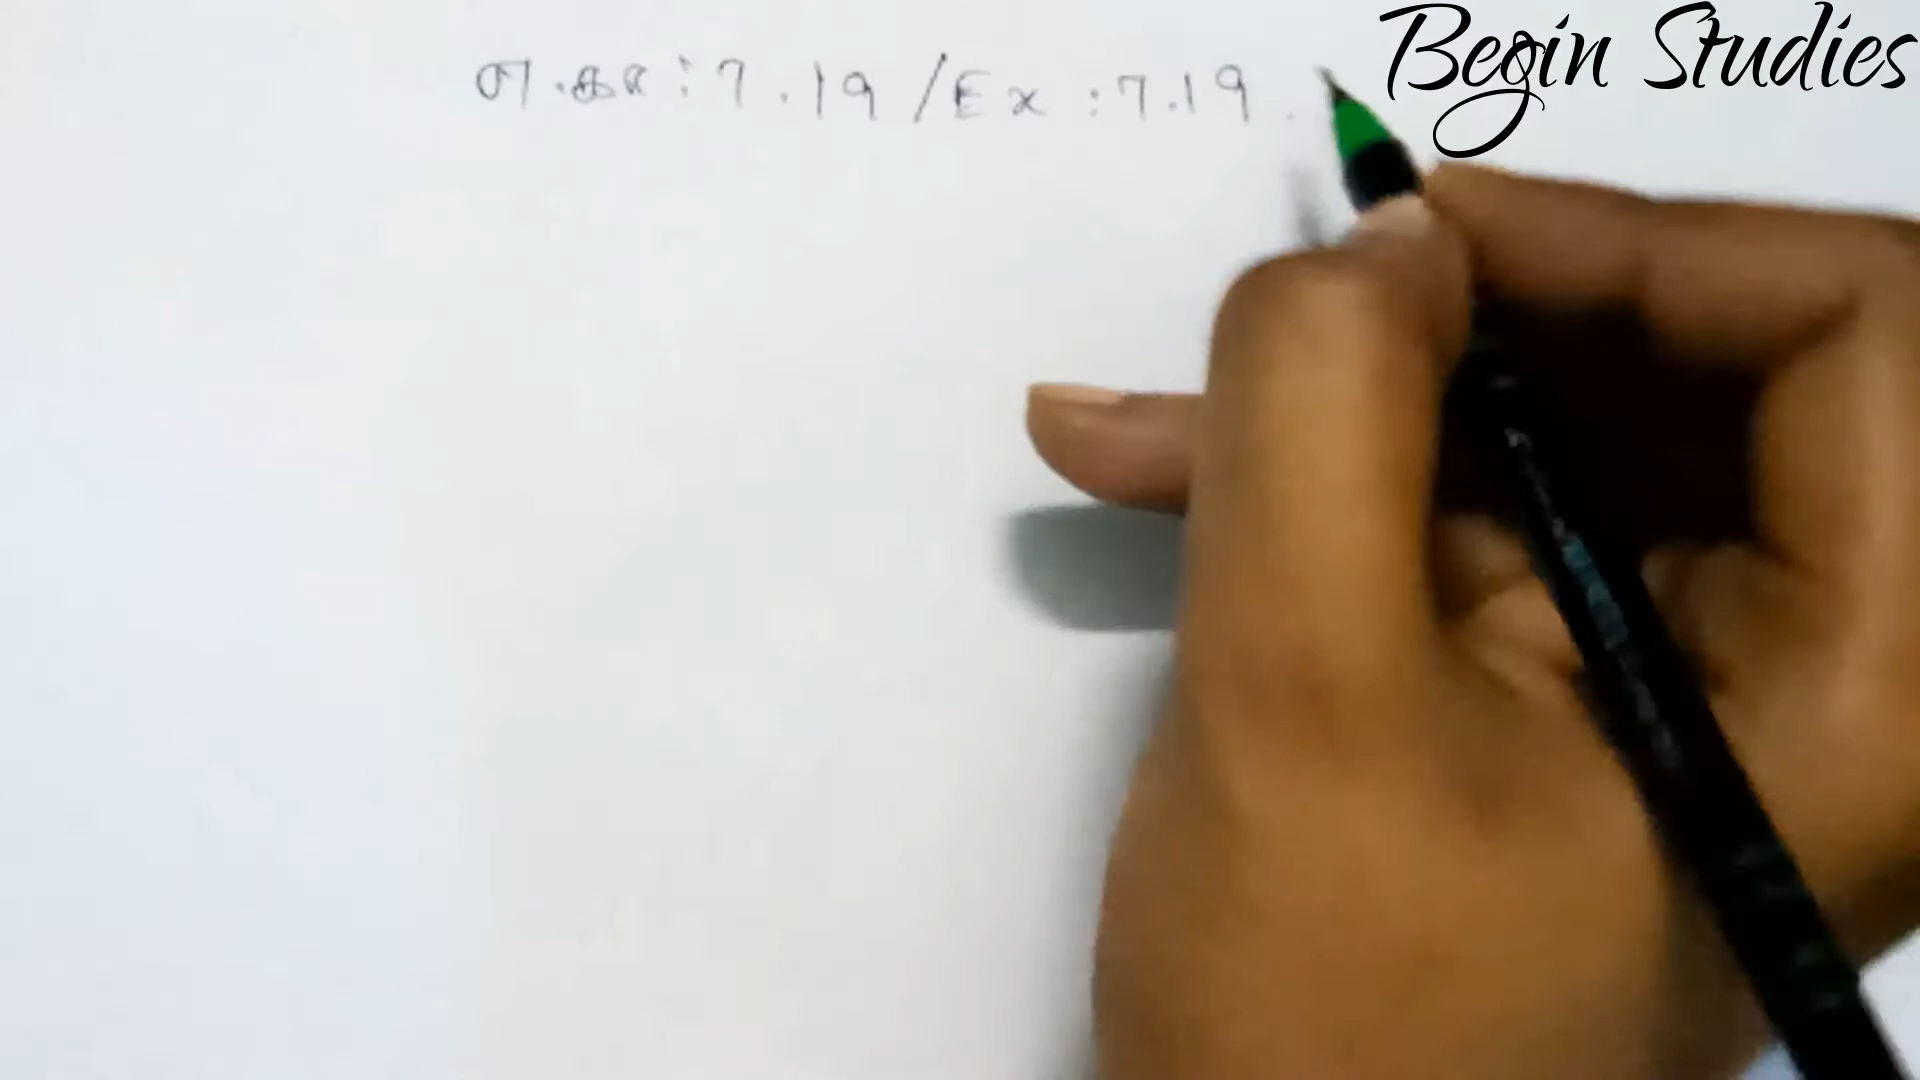 எ.கா : 7.19 / Ex : 7.19.
Begin Studies